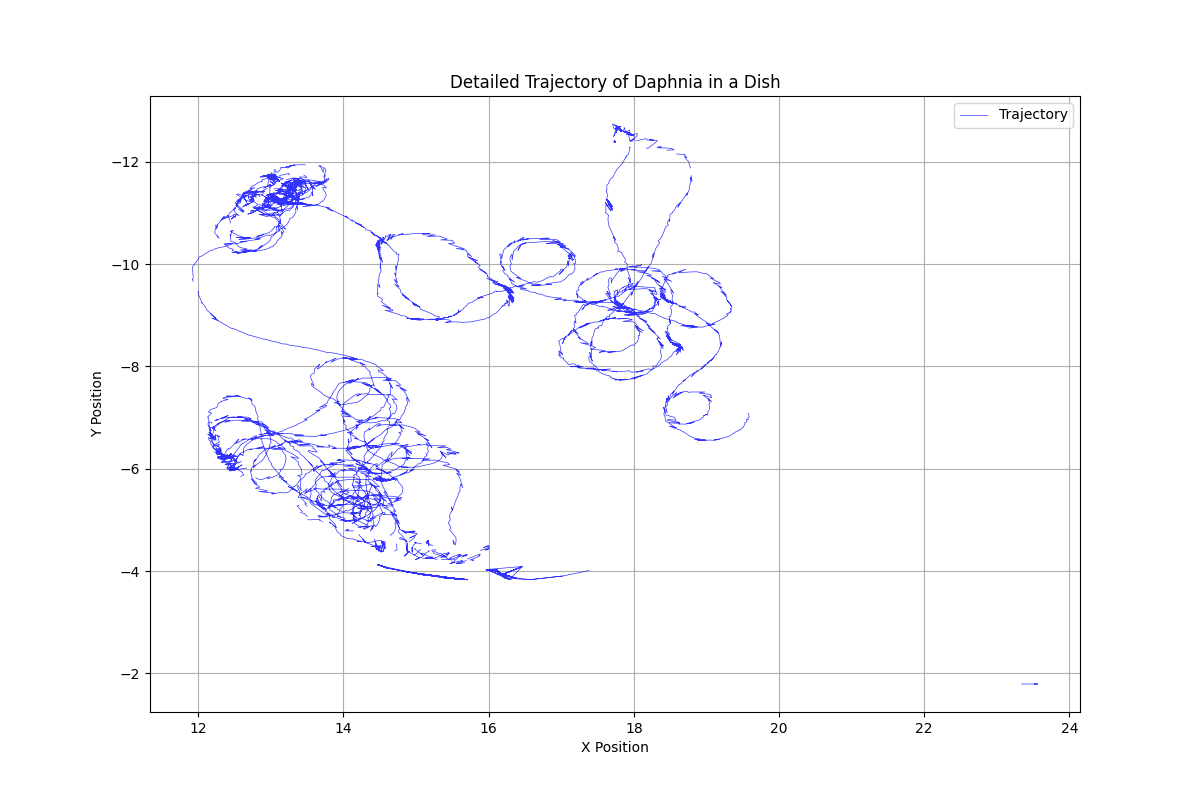 Detailed Trajectory of Daphnia in a Dish
Trajectory
Y Position
−12
−10
−8
−6
−4
−2
12 14 16 18 20 22 24
X Position